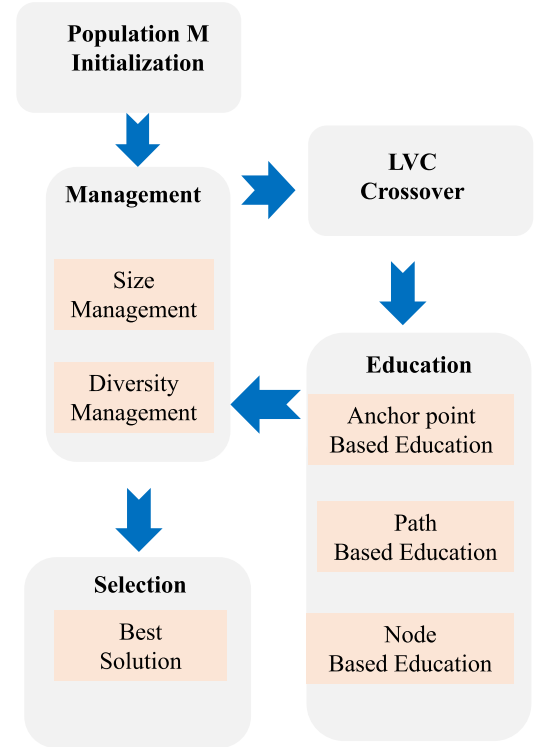 Population M
Initialization
Management
Size
Management
Diversity
Management
LVC
Crossover
Education
Anchor point
Based Education
Path
Based Education
Node
Based Education
Selection
Best
Solution